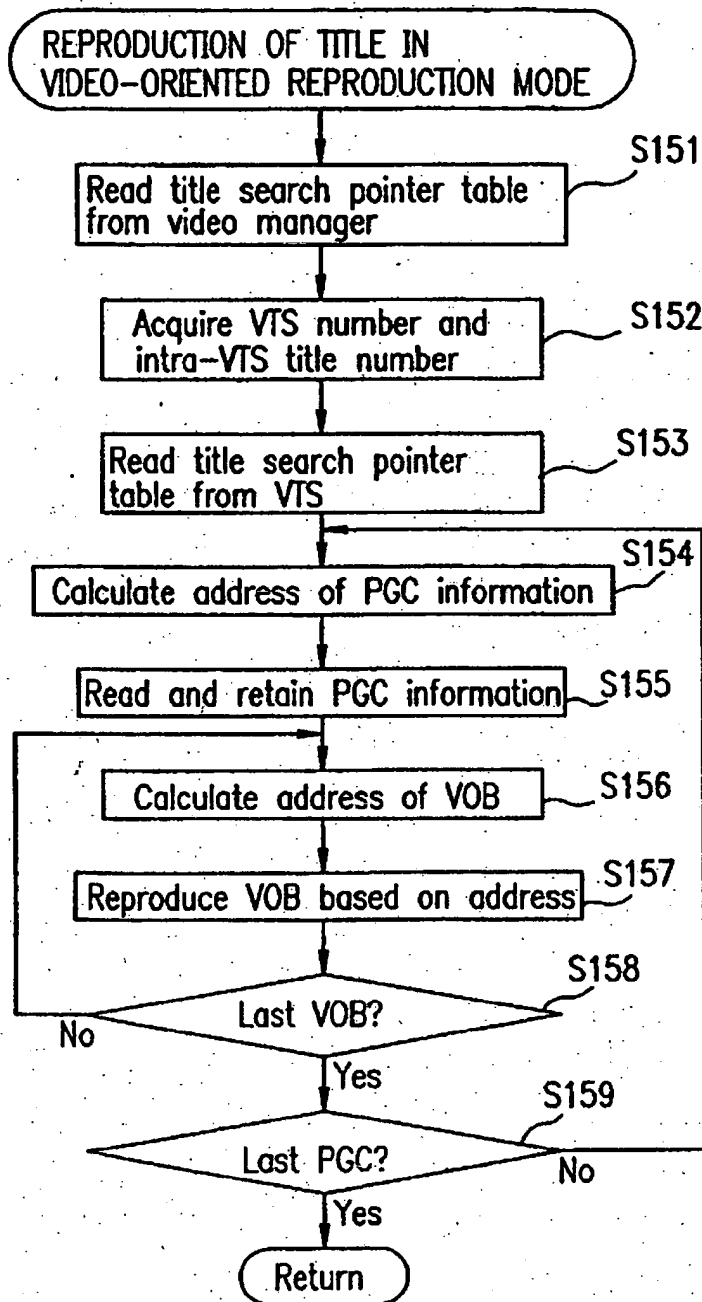 REPRODUCTION OF TITLE IN
VIDEO-ORIENTED REPRODUCTION MODE
S151
Read title search pointer table
from video manager
S152
Acquire VTS number and
intra-VTS title number
S153
Read title search pointer
table from VTS
S154
Calculate address of PGC information
Read and retain PGC information
S155
Calculate address of VOB
S156
S157
Reproduce VOB based on address
S158
Last VOB?
No
Yes
S159
Last PGC?
No
Yes
Return